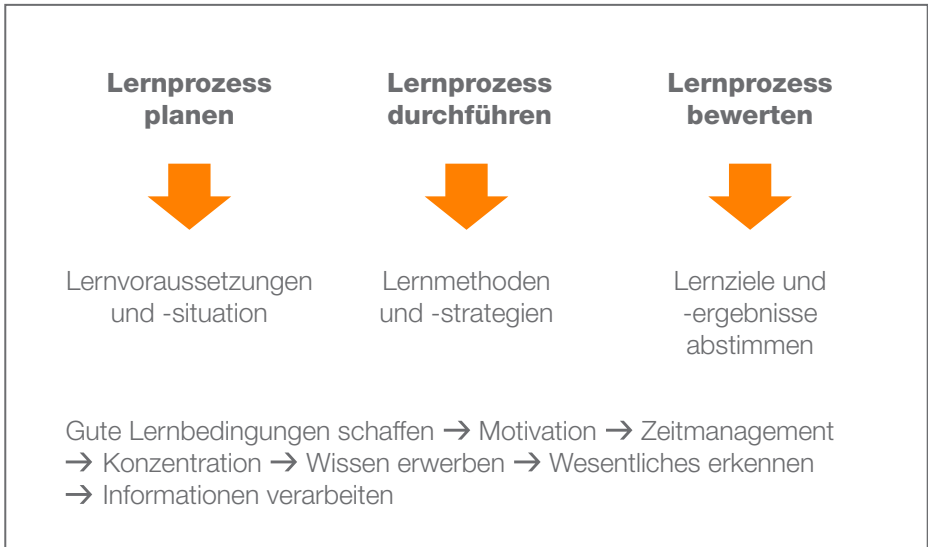 Lernprozess
planen
Lernprozess
durchführen
Lernprozess
bewerten
Lernvoraussetzungen
und -situation
Lernmethoden
und -strategien
Lernziele und
-ergebnisse
abstimmen
Gute Lernbedingungen schaffen → Motivation → Zeitmanagement
→ Konzentration → Wissen erwerben → Wesentliches erkennen
→ Informationen verarbeiten